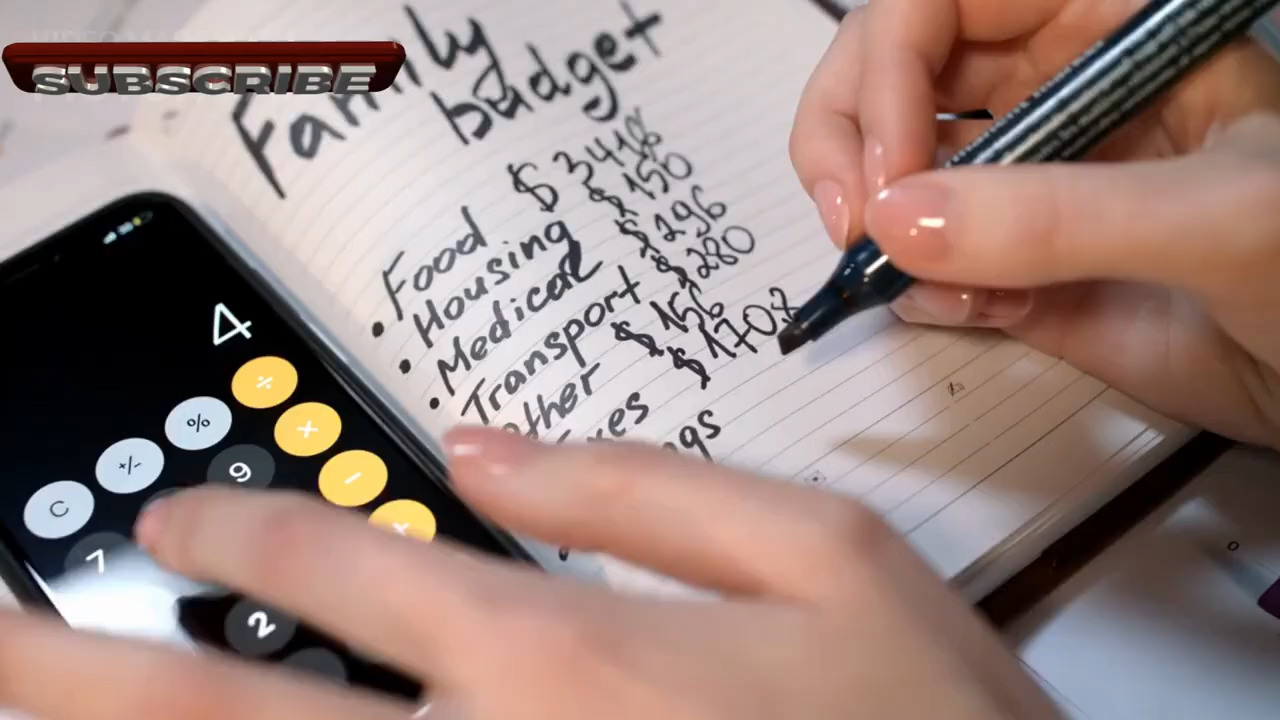 SUBSCRIBE
Family
budget
Food $ 3418
• Housing $ 150
• Medical $ 296
• Transport $ 280
other $ 156
$ 1708
4
÷
% ×
+/- 9 −
C +
7
2